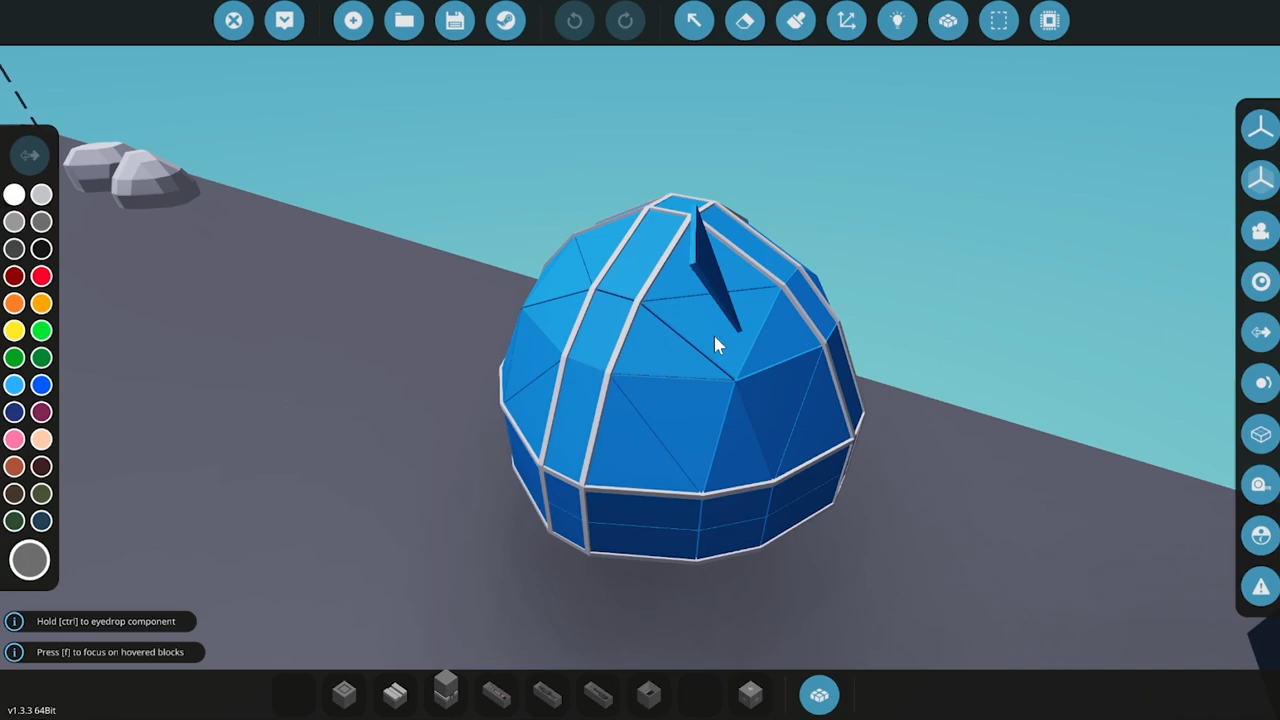 Hold [ctrl] to eyedrop component
Press [f] to focus on hovered blocks
v1.3.3 64Bit